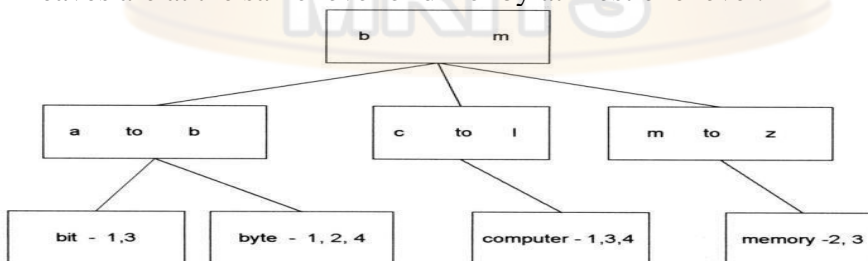 b m
a to b c to l m to z
bit - 1,3 byte - 1, 2, 4 computer - 1,3,4 memory -2, 3